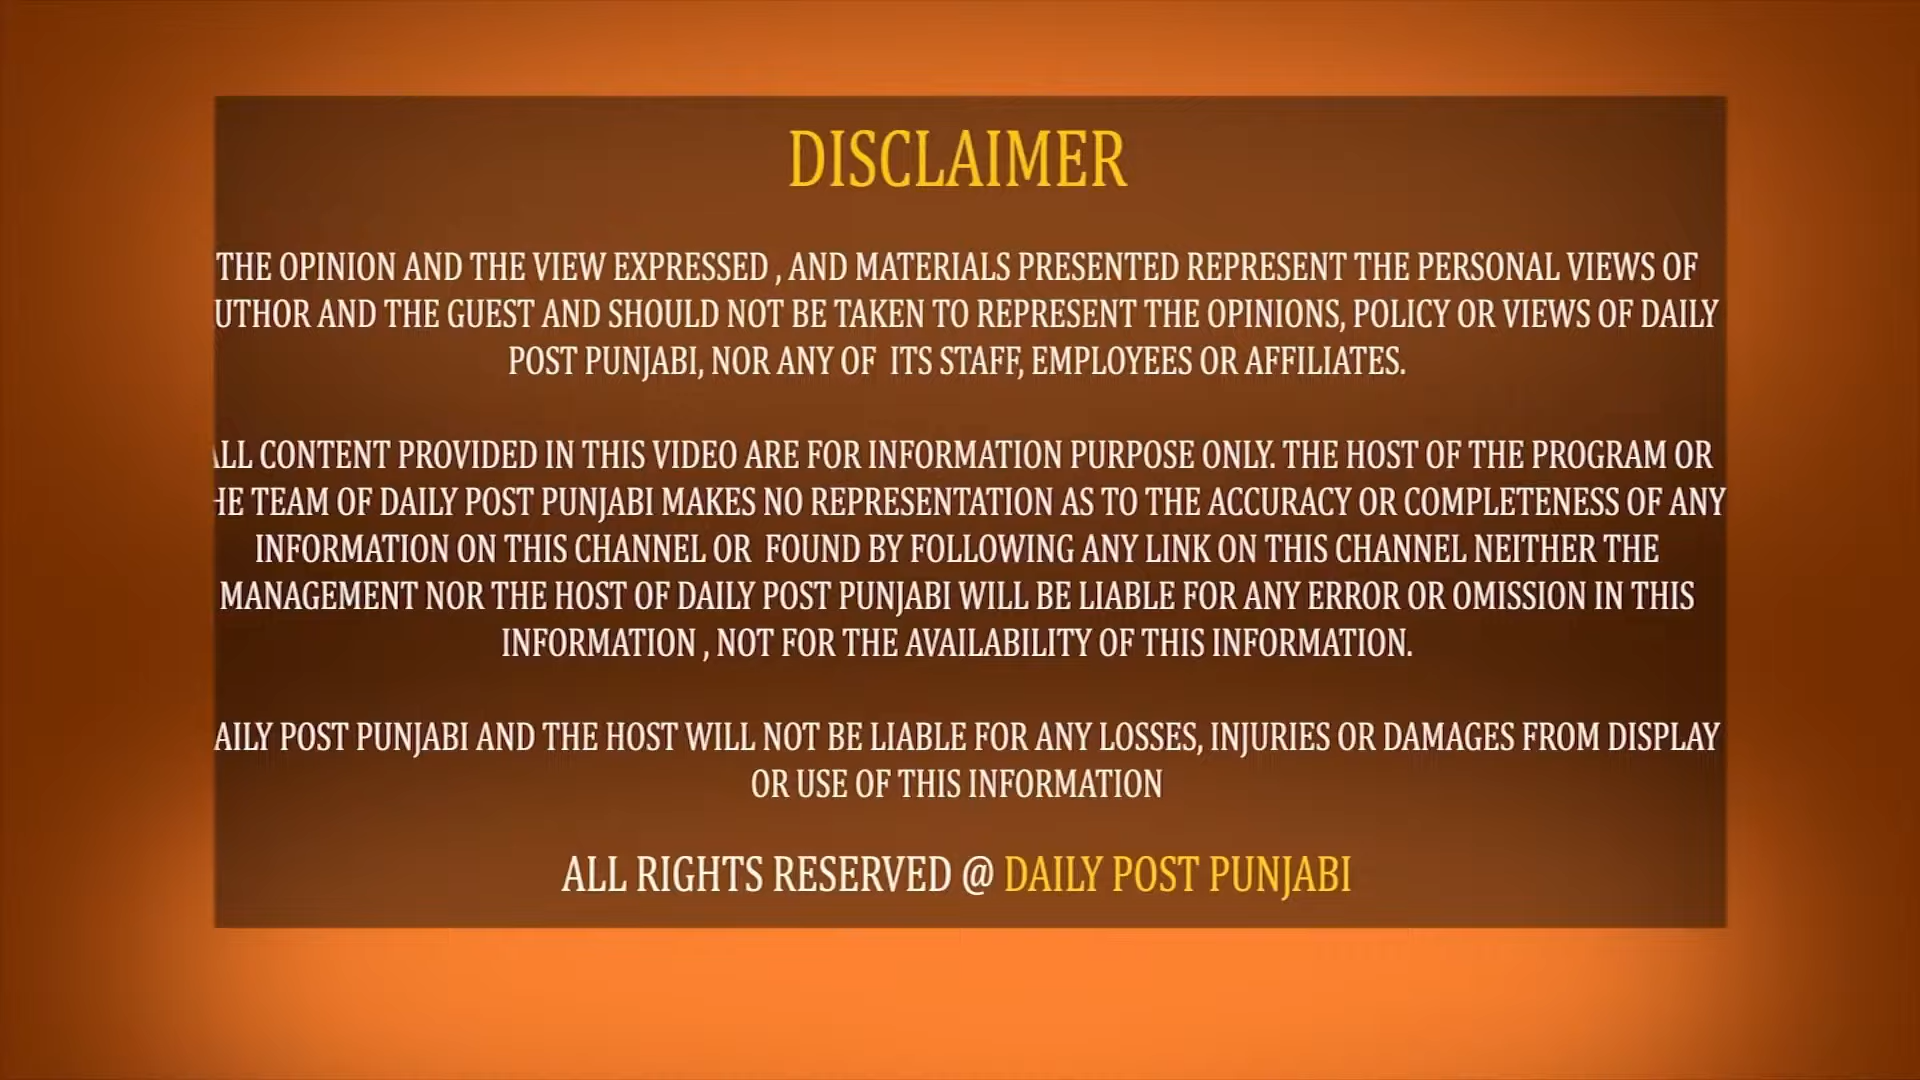 DISCLAIMER
THE OPINION AND THE VIEW EXPRESSED , AND MATERIALS PRESENTED REPRESENT THE PERSONAL VIEWS OF
UTHOR AND THE GUEST AND SHOULD NOT BE TAKEN TO REPRESENT THE OPINIONS, POLICY OR VIEWS OF DAILY
POST PUNJABI, NOR ANY OF ITS STAFF, EMPLOYEES OR AFFILIATES.
ALL CONTENT PROVIDED IN THIS VIDEO ARE FOR INFORMATION PURPOSE ONLY. THE HOST OF THE PROGRAM OR
HE TEAM OF DAILY POST PUNJABI MAKES NO REPRESENTATION AS TO THE ACCURACY OR COMPLETENESS OF ANY
INFORMATION ON THIS CHANNEL OR FOUND BY FOLLOWING ANY LINK ON THIS CHANNEL NEITHER THE
MANAGEMENT NOR THE HOST OF DAILY POST PUNJABI WILL BE LIABLE FOR ANY ERROR OR OMISSION IN THIS
INFORMATION , NOT FOR THE AVAILABILITY OF THIS INFORMATION.
AILY POST PUNJABI AND THE HOST WILL NOT BE LIABLE FOR ANY LOSSES, INJURIES OR DAMAGES FROM DISPLAY
OR USE OF THIS INFORMATION
ALL RIGHTS RESERVED @ DAILY POST PUNJABI